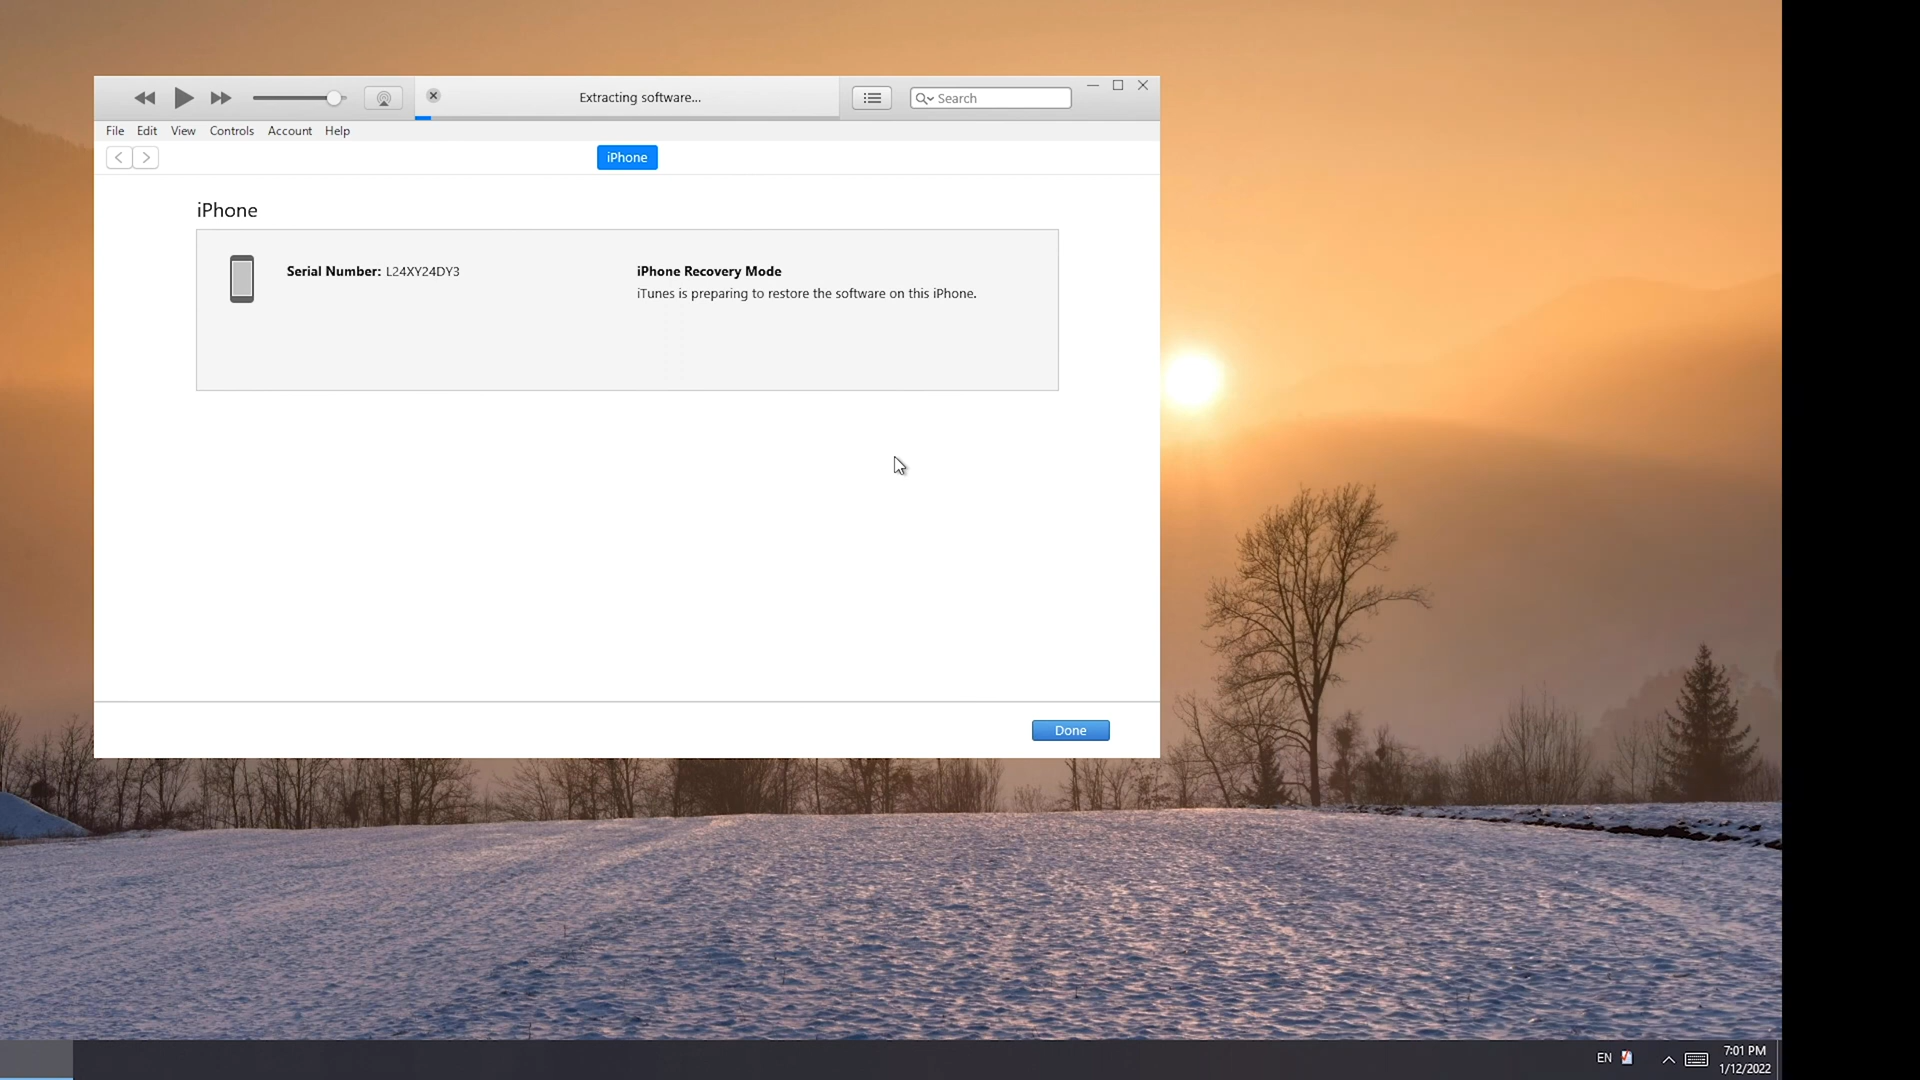 Extracting software...
Search
File Edit View Controls Account Help
iPhone
iPhone
Serial Number: L24XY24DY3
iPhone Recovery Mode
iTunes is preparing to restore the software on this iPhone.
Done
EN
7:01 PM
1/12/2022